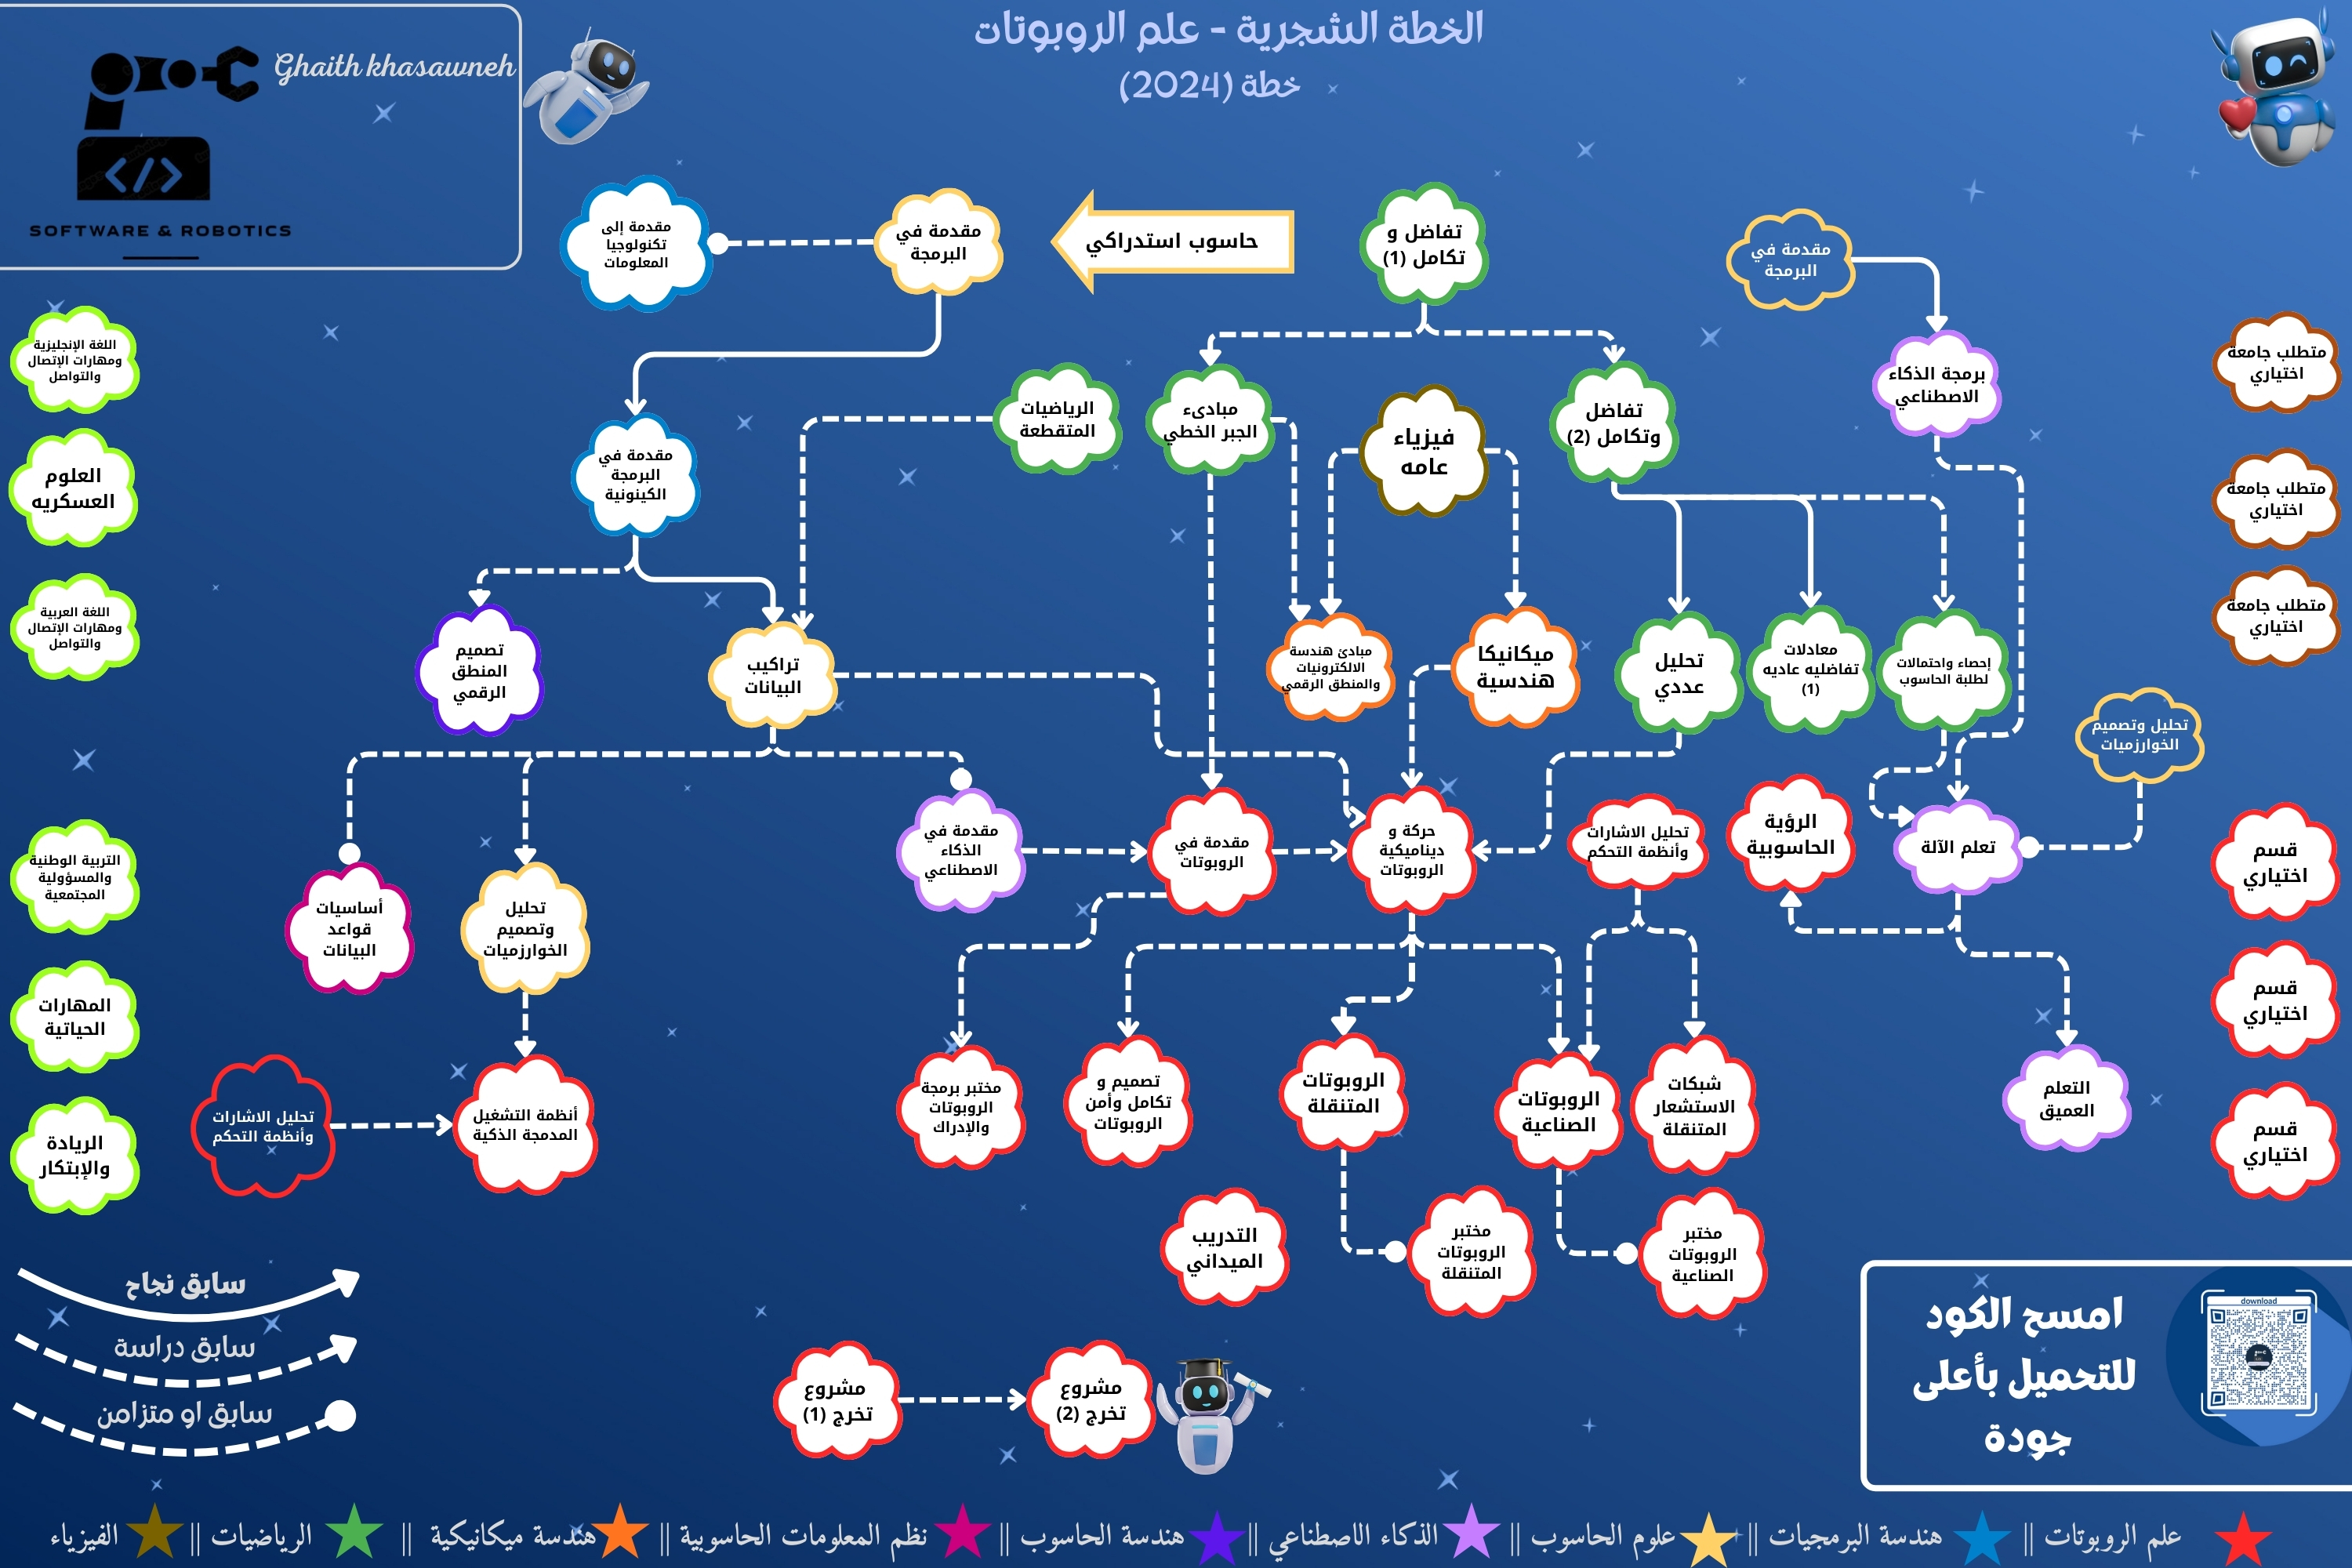 الخطة الشجرية - علم الروبوتات
خطة (2024)
Ghaith khasawneh
</>
SOFTWARE & ROBOTICS
مقدمة إلى
تكنولوجيا
المعلومات
مقدمة في
البرمجة
حاسوب استدراكي
تفاضل و
تكامل (1)
مقدمة في
البرمجة
اللغة الإنجليزية
ومهارات الإتصال
والتواصل
متطلب جامعة
اختياري
برمجة الذكاء
الاصطناعي
الرياضيات
المتقطعة
مبادىء
الجبر الخطي
فيزياء
عامه
تفاضل
وتكامل (2)
مقدمة في
البرمجة
الكينونية
العلوم
العسكريه
متطلب جامعة
اختياري
اللغة العربية
ومهارات الإتصال
والتواصل
متطلب جامعة
اختياري
تصميم
المنطق
الرقمي
تراكيب
البيانات
مبادئ هندسة
الالكترونيات
والمنطق الرقمي
ميكانيكا
هندسية
تحليل
عددي
معادلات
تفاضليه عاديه
(1)
إحصاء واحتمالات
لطلبة الحاسوب
تحليل وتصميم
الخوارزميات
التربية الوطنية
والمسؤولية
المجتمعية
أساسيات
قواعد
البيانات
تحليل
وتصميم
الخوارزميات
مقدمة في
الذكاء
الاصطناعي
مقدمة في
الروبوتات
حركة و
ديناميكية
الروبوتات
تحليل الاشارات
وأنظمة التحكم
الرؤية
الحاسوبية
تعلم الآلة
قسم
اختياري
المهارات
الحياتية
قسم
اختياري
الريادة
والإبتكار
تحليل الاشارات
وأنظمة التحكم
أنظمة التشغيل
المدمجة الذكية
مختبر برمجة
الروبوتات
والإدراك
تصميم و
تكامل وأمن
الروبوتات
الروبوتات
المتنقلة
الروبوتات
الصناعية
شبكات
الاستشعار
المتنقلة
التعلم
العميق
قسم
اختياري
التدريب
الميداني
مختبر
الروبوتات
المتنقلة
مختبر
الروبوتات
الصناعية
سابق نجاح
سابق دراسة
سابق او متزامن
مشروع
تخرج (1)
مشروع
تخرج (2)
امسح الكود
للتحميل بأعلى
جودة
download
علم الروبوتات || هندسة البرمجيات || علوم الحاسوب || الذكاء الاصطناعي || هندسة الحاسوب || نظم المعلومات الحاسوبية || هندسة ميكانيكية || الرياضيات || الفيزياء